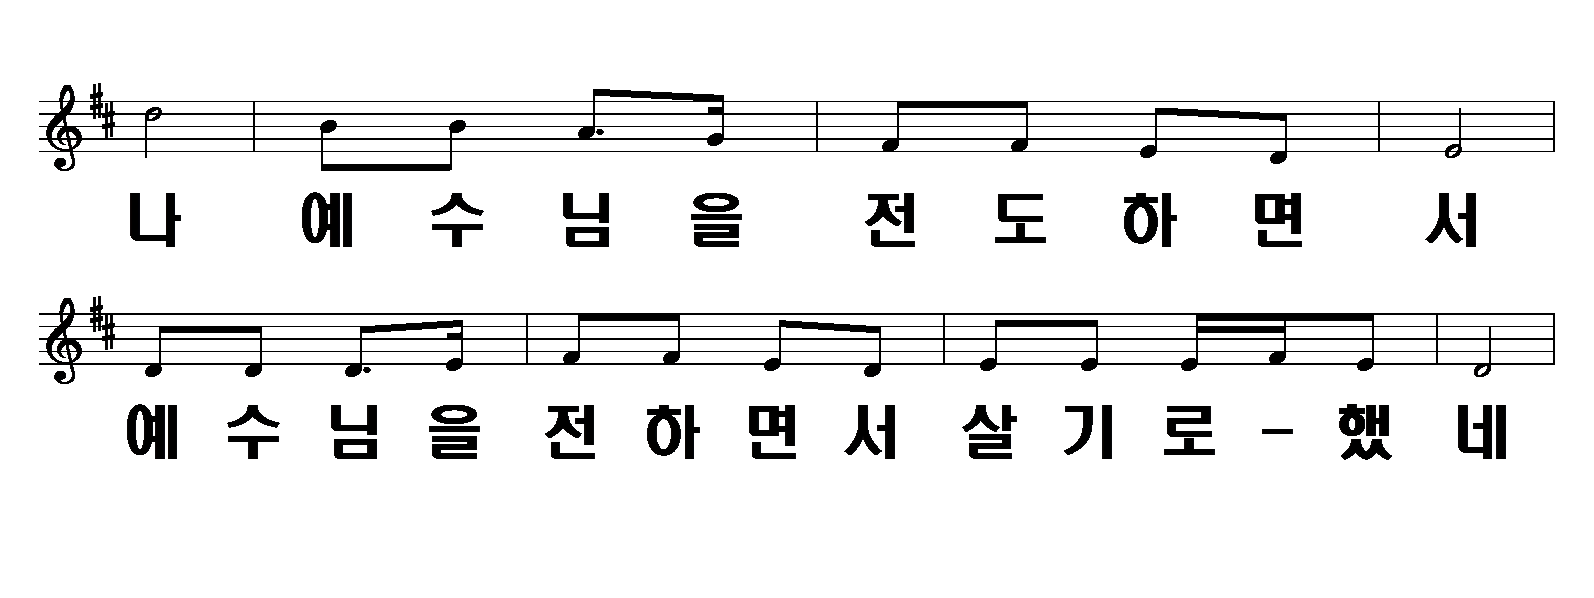 나 예 수 님 을 전 도 하 면 서
예 수 님 을 전 하 면 서 살 기 로 - 했 네